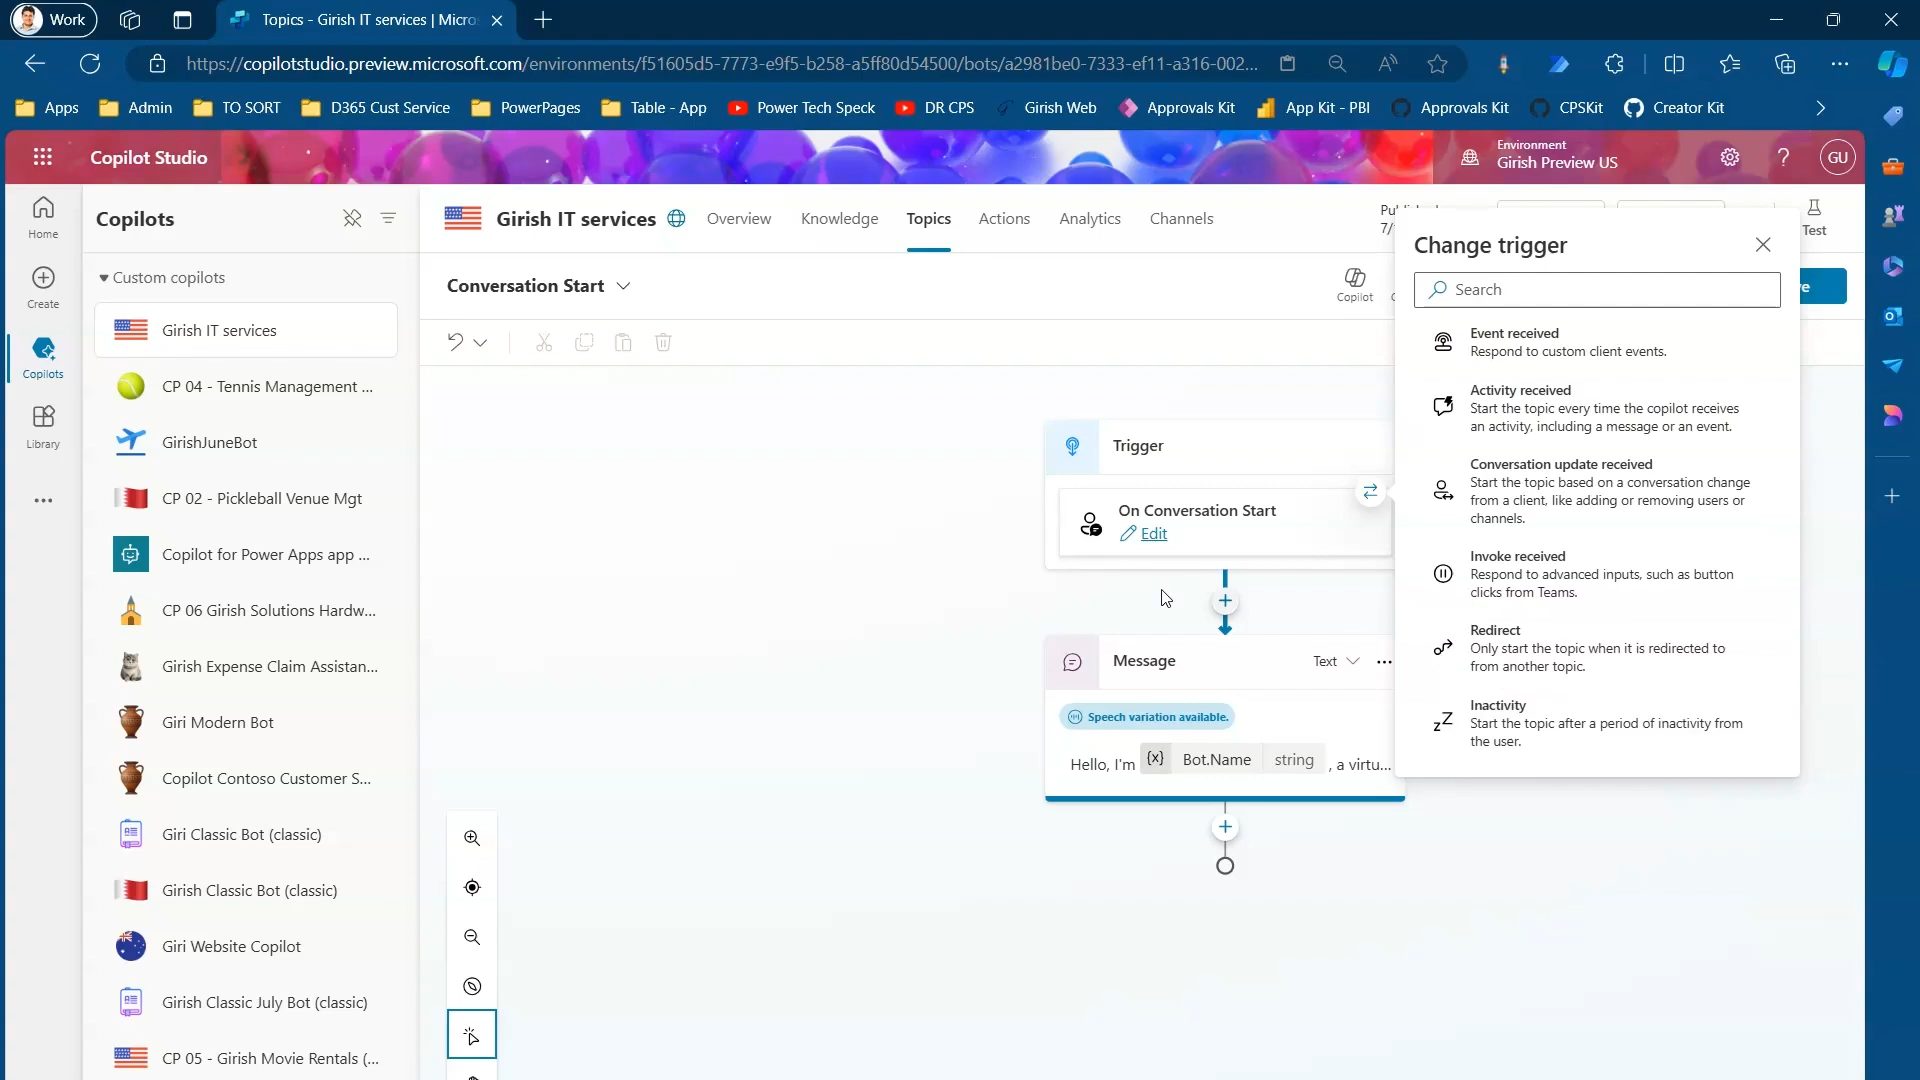 Work
Topics - Girish IT services | Micro
https://copilotstudio.preview.microsoft.com/environments/f51605d5-7773-e9f5-b258-a5ff80d54500/bots/a2981be0-7333-ef11-a316-002...
Apps
Admin
TO SORT
D365 Cust Service
PowerPages
Table - App
Power Tech Speck
DR CPS
Girish Web
Approvals Kit
App Kit - PBI
Approvals Kit
CPSKit
Creator Kit
Copilot Studio
Environment
Girish Preview US
GU
Home
Create
Copilots
Library
Copilots
Custom copilots
Girish IT services
CP 04 - Tennis Management ...
GirishJuneBot
CP 02 - Pickleball Venue Mgt
Copilot for Power Apps app ...
CP 06 Girish Solutions Hardw...
Girish Expense Claim Assistan...
Giri Modern Bot
Copilot Contoso Customer S...
Giri Classic Bot (classic)
Girish Classic Bot (classic)
Giri Website Copilot
Girish Classic July Bot (classic)
CP 05 - Girish Movie Rentals (...
Girish IT services
Overview
Knowledge
Topics
Actions
Analytics
Channels
7/
Test
Conversation Start
Copilot
Trigger
On Conversation Start
Edit
Message
Text
Speech variation available.
Hello, I'm {x} Bot.Name string , a virtu...
Change trigger
Search
Event received
Respond to custom client events.
Activity received
Start the topic every time the copilot receives
an activity, including a message or an event.
Conversation update received
Start the topic based on a conversation change
from a client, like adding or removing users or
channels.
Invoke received
Respond to advanced inputs, such as button
clicks from Teams.
Redirect
Only start the topic when it is redirected to
from another topic.
Inactivity
Start the topic after a period of inactivity from
the user.